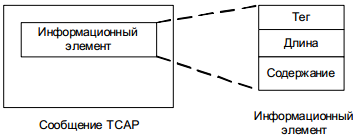 Информационный
элемент
Сообщение TCAP
Тег
Длина
Содержание
Информационный
элемент